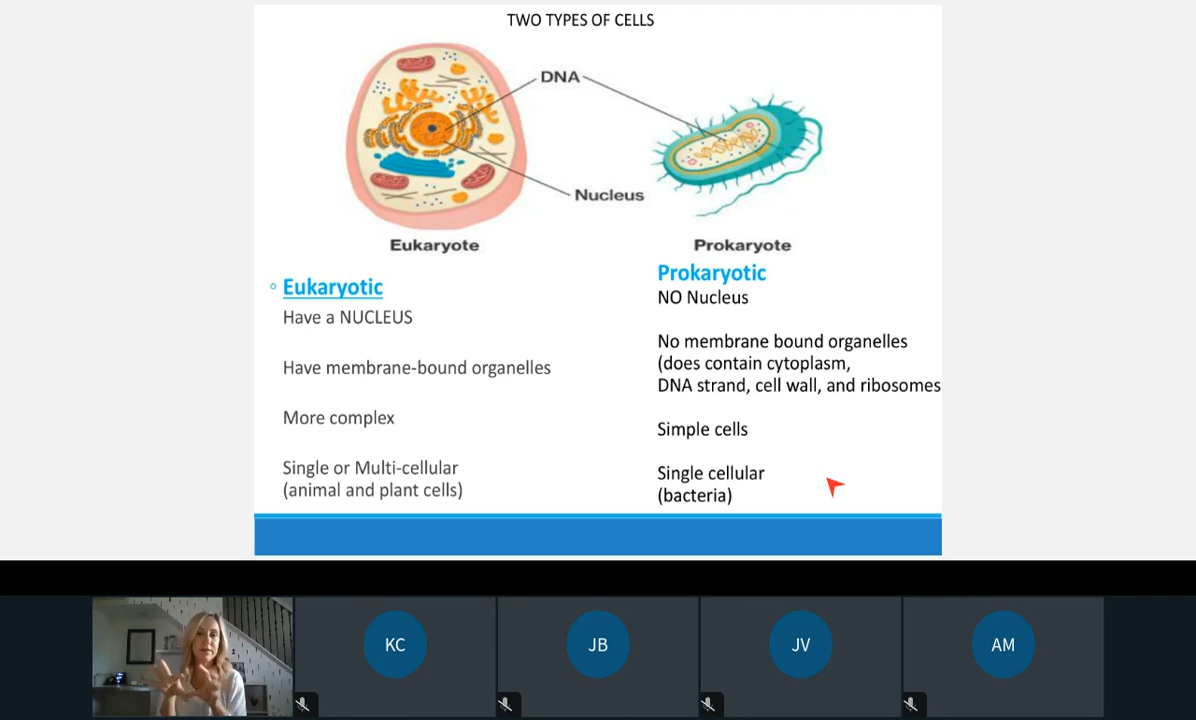 TWO TYPES OF CELLS
DNA
Nucleus
Eukaryote
Prokaryote
Eukaryotic
Have a NUCLEUS
Have membrane-bound organelles
More complex
Single or Multi-cellular
(animal and plant cells)
Prokaryotic
NO Nucleus
No membrane bound organelles
(does contain cytoplasm,
DNA strand, cell wall, and ribosomes
Simple cells
Single cellular
(bacteria)
KC
JB
JV
AM